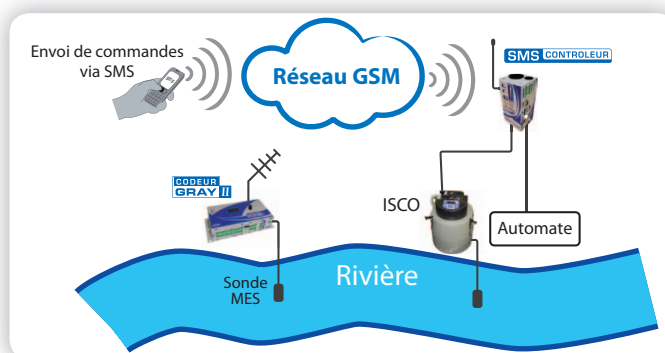 Envoi de commandes
via SMS
Réseau GSM
SMS CONTROLEUR
CODEUR
GRAY II
ISCO
Automate
Sonde
MES
Rivière